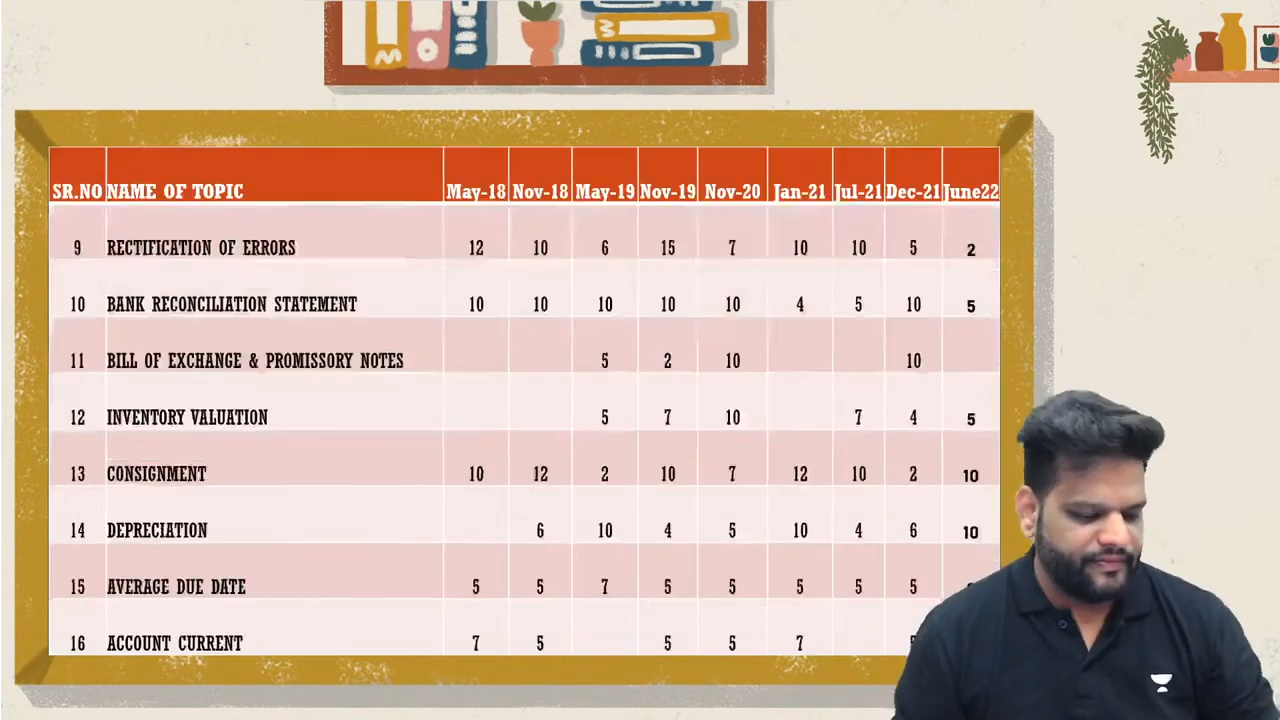 SR.NO NAME OF TOPIC May-18 Nov-18 May-19 Nov-19 Nov-20 Jan-21 Jul-21 Dec-21 June22
9 RECTIFICATION OF ERRORS 12 10 6 15 7 10 10 5 2
10 BANK RECONCILIATION STATEMENT 10 10 10 10 10 4 5 10 5
11 BILL OF EXCHANGE & PROMISSORY NOTES 5 2 10 10
12 INVENTORY VALUATION 5 7 10 7 4 5
13 CONSIGNMENT 10 12 2 10 7 12 10 2 10
14 DEPRECIATION 6 10 4 5 10 4 6 10
15 AVERAGE DUE DATE 5 5 7 5 5 5 5 5
16 ACCOUNT CURRENT 7 5 5 5 7